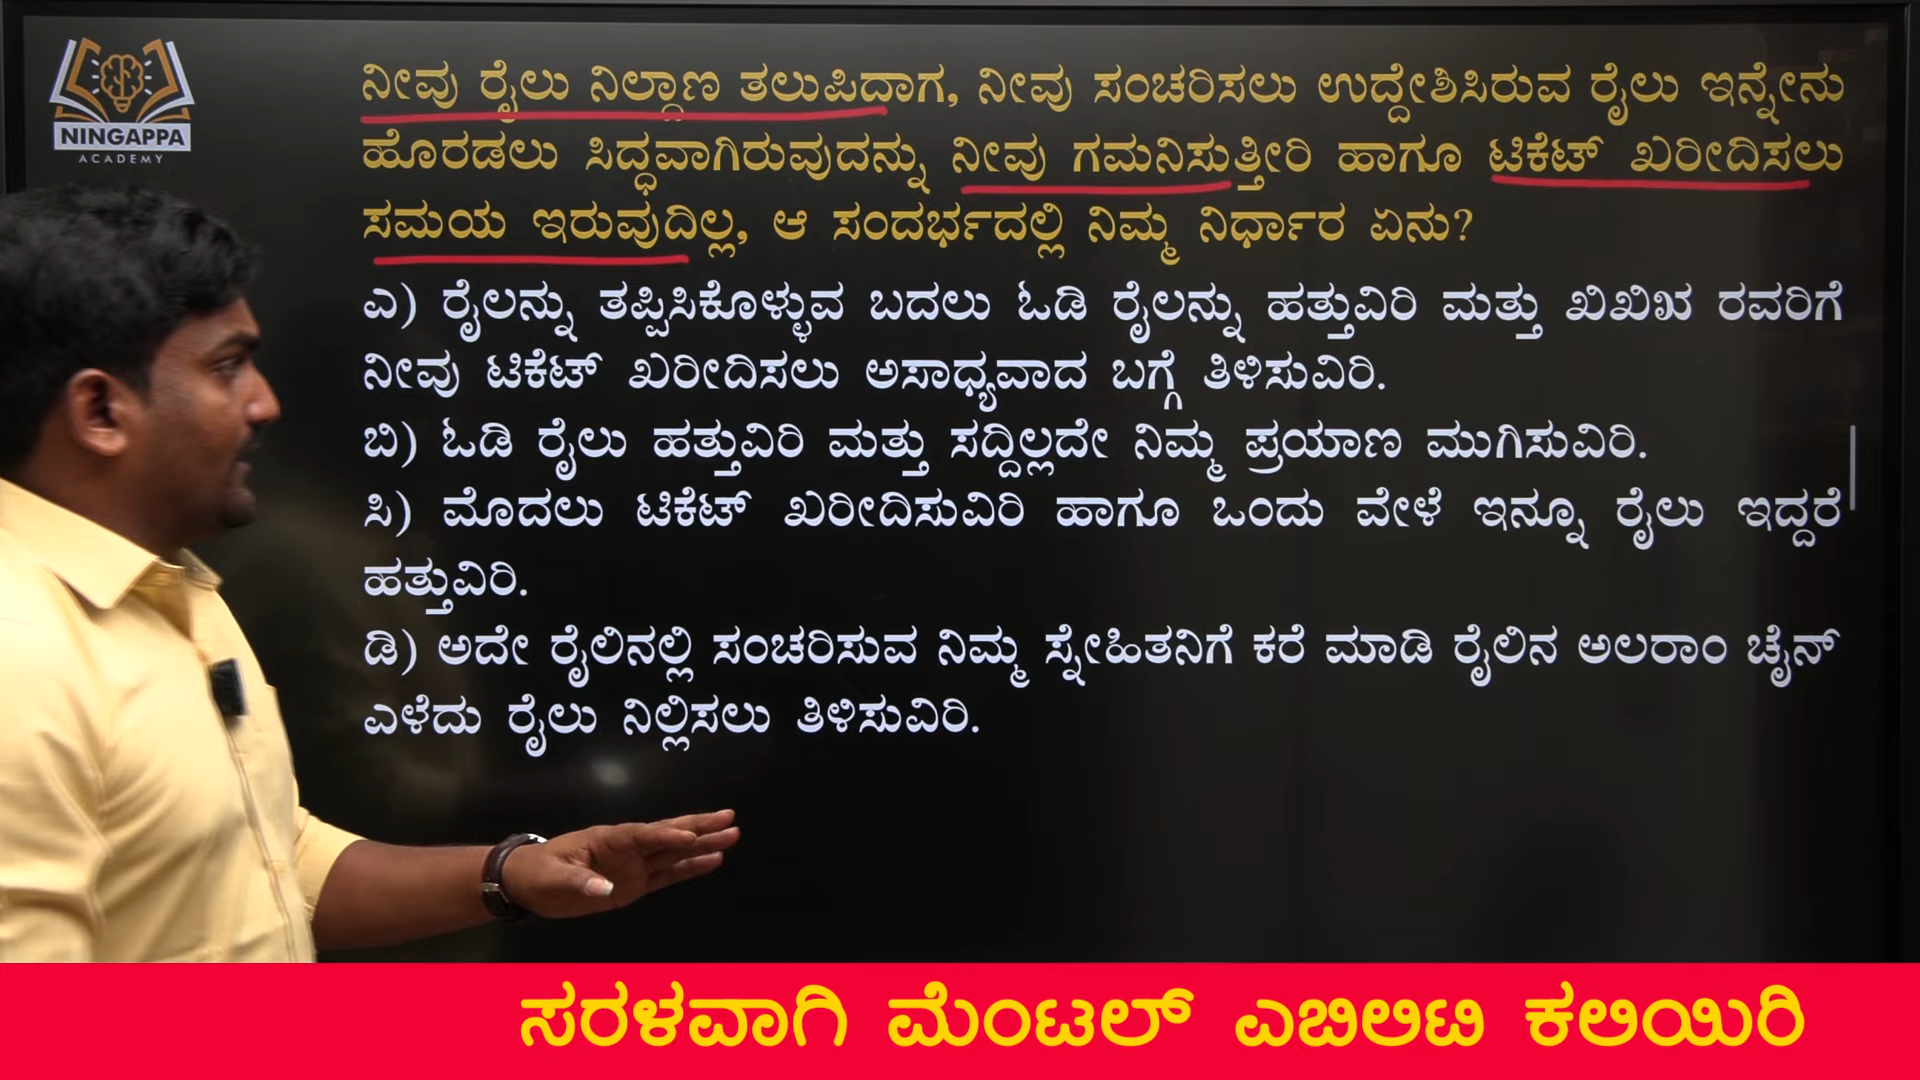 NINGAPPA
ACADEMY
ನೀವು ರೈಲು ನಿಲ್ದಾಣ ತಲುಪಿದಾಗ, ನೀವು ಸಂಚರಿಸಲು ಉದ್ದೇಶಿಸಿರುವ ರೈಲು ಇನ್ನೇನು
ಹೊರಡಲು ಸಿದ್ಧವಾಗಿರುವುದನ್ನು ನೀವು ಗಮನಿಸುತ್ತೀರಿ ಹಾಗೂ ಟಿಕೆಟ್ ಖರೀದಿಸಲು
ಸಮಯ ಇರುವುದಿಲ್ಲ, ಆ ಸಂದರ್ಭದಲ್ಲಿ ನಿಮ್ಮ ನಿರ್ಧಾರ ಏನು?
ಎ) ರೈಲನ್ನು ತಪ್ಪಿಸಿಕೊಳ್ಳುವ ಬದಲು ಓಡಿ ರೈಲನ್ನು ಹತ್ತುವಿರಿ ಮತ್ತು ಖಿಖಿಇ ರವರಿಗೆ
ನೀವು ಟಿಕೆಟ್ ಖರೀದಿಸಲು ಅಸಾಧ್ಯವಾದ ಬಗ್ಗೆ ತಿಳಿಸುವಿರಿ.
ಬಿ) ಓಡಿ ರೈಲು ಹತ್ತುವಿರಿ ಮತ್ತು ಸದ್ದಿಲ್ಲದೇ ನಿಮ್ಮ ಪ್ರಯಾಣ ಮುಗಿಸುವಿರಿ.
ಸಿ) ಮೊದಲು ಟಿಕೆಟ್ ಖರೀದಿಸುವಿರಿ ಹಾಗೂ ಒಂದು ವೇಳೆ ಇನ್ನೂ ರೈಲು ಇದ್ದರೆ
ಹತ್ತುವಿರಿ.
ಡಿ) ಅದೇ ರೈಲಿನಲ್ಲಿ ಸಂಚರಿಸುವ ನಿಮ್ಮ ಸ್ನೇಹಿತನಿಗೆ ಕರೆ ಮಾಡಿ ರೈಲಿನ ಅಲರಾಂ ಚೈನ್
ಎಳೆದು ರೈಲು ನಿಲ್ಲಿಸಲು ತಿಳಿಸುವಿರಿ.
ಸರಳವಾಗಿ ಮೆಂಟಲ್ ಎಬಿಲಿಟಿ ಕಲಿಯಿರಿ